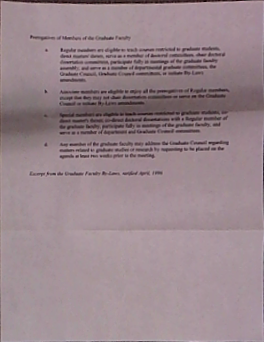 Prerogatives of Members of the Graduate Faculty
a. Regular members are eligible to teach courses restricted to graduate students,
direct masters' theses, serve as a member of doctoral committees, chair doctoral
dissertation committees, participate fully in meetings of the graduate faculty
assembly, and serve as a member of departmental graduate committees, the
Graduate Council, Graduate Council committees, or initiate By-Laws
amendments.
b. Associate members are eligible to enjoy all the prerogatives of Regular members,
except that they may not chair dissertation committees or serve on the Graduate
Council or initiate By-Laws amendments.
c. Special members are eligible to teach courses restricted to graduate students, co-
direct masters's theses, co-direct doctoral dissertations with a Regular member of
the graduate faculty, participate fully in meetings of the graduate faculty, and
serve as a member of department and Graduate Council committees.
d. Any member of the graduate faculty may address the Graduate Council regarding
matters related to graduate studies or research by requesting to be placed on the
agenda at least two weeks prior to the meeting.
Excerpt from the Graduate Faculty By-Laws, ratified April, 1996